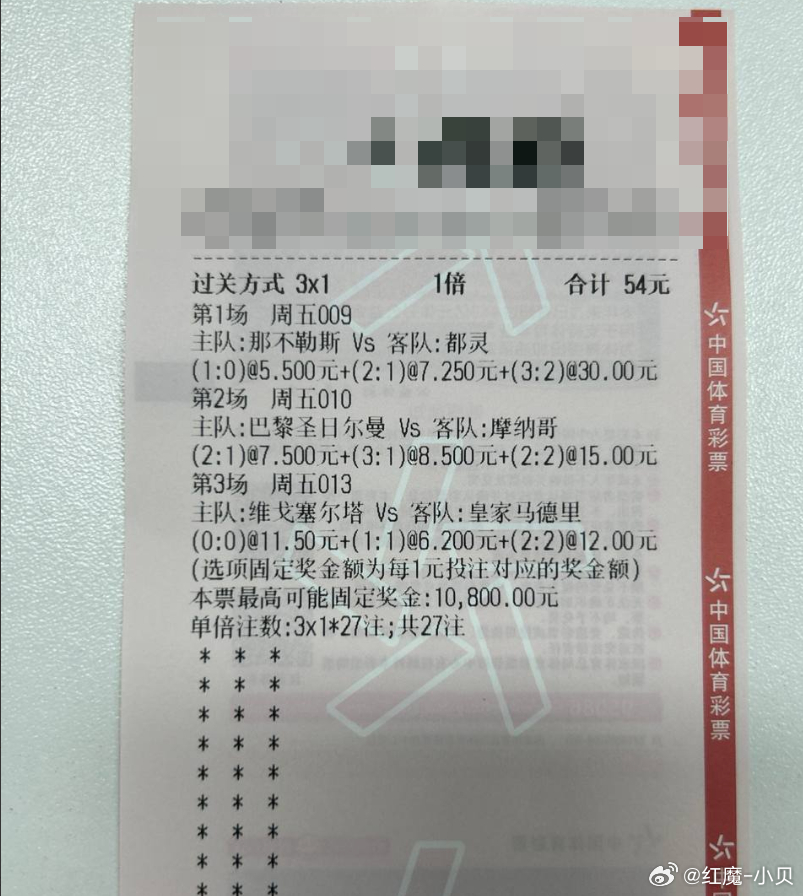 过关方式 3x1 1倍 合计 54元
第1场 周五009
主队:那不勒斯 Vs 客队:都灵
(1:0)@5.500元+(2:1)@7.250元+(3:2)@30.00元
第2场 周五010
主队:巴黎圣日尔曼 Vs 客队:摩纳哥
(2:1)@7.500元+(3:1)@8.500元+(2:2)@15.00元
第3场 周五013
主队:维戈塞尔塔 Vs 客队:皇家马德里
(0:0)@11.50元+(1:1)@6.200元+(2:2)@12.00元
(选项固定奖金额为每1元投注对应的奖金额)
本票最高可能固定奖金:10,800.00元
单倍注数:3x1*27注;共27注
* * *
* * *
* * *
* * *
* * *
* * *
* * *
* * *
* * *
中国体育彩票
中国体育彩票
中国
@红魔-小贝